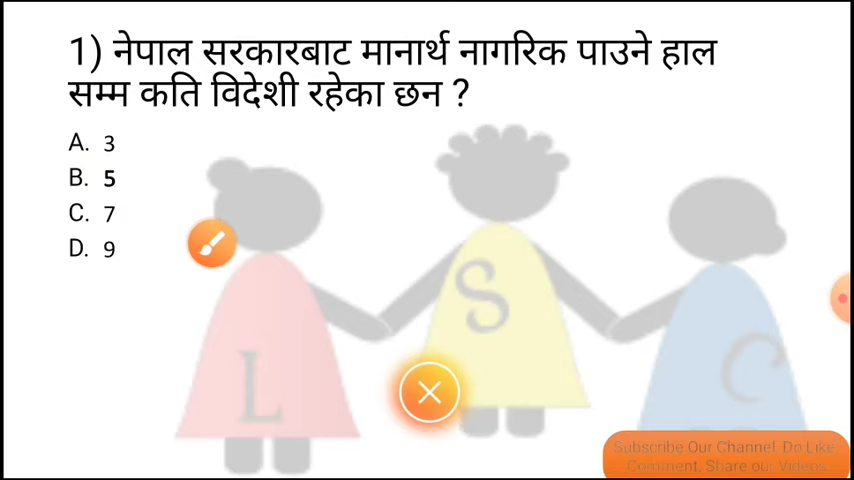 1) नेपाल सरकारबाट मानार्थ नागरिक पाउने हाल
सम्म कति विदेशी रहेका छन ?
A. 3
B. 5
C. 7
D. 9
L
S
C
Subscribe Our Channel. Do Like,
Comment, Share our Videos